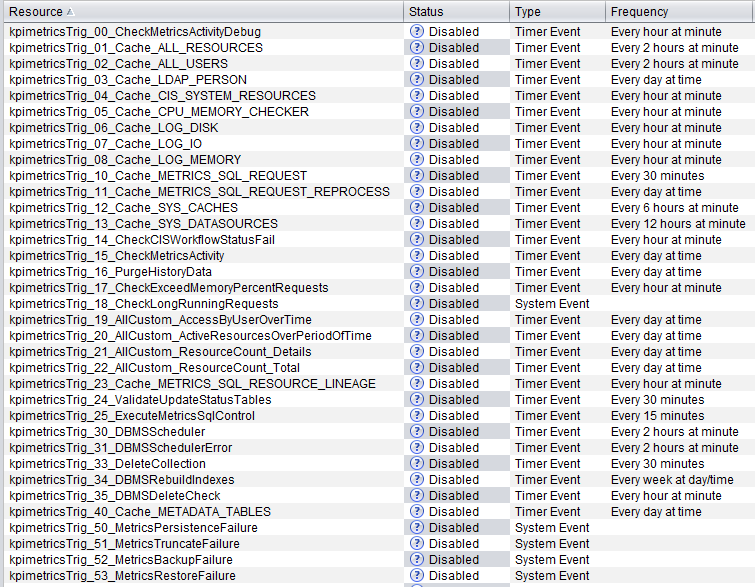 Resource Status Type Frequency
kpimetricsTrig_00_CheckMetricsActivityDebug Disabled Timer Event Every hour at minute
kpimetricsTrig_01_Cache_ALL_RESOURCES Disabled Timer Event Every 2 hours at minute
kpimetricsTrig_02_Cache_ALL_USERS Disabled Timer Event Every 2 hours at minute
kpimetricsTrig_03_Cache_LDAP_PERSON Disabled Timer Event Every day at time
kpimetricsTrig_04_Cache_CIS_SYSTEM_RESOURCES Disabled Timer Event Every hour at minute
kpimetricsTrig_05_Cache_CPU_MEMORY_CHECKER Disabled Timer Event Every hour at minute
kpimetricsTrig_06_Cache_LOG_DISK Disabled Timer Event Every hour at minute
kpimetricsTrig_07_Cache_LOG_IO Disabled Timer Event Every hour at minute
kpimetricsTrig_08_Cache_LOG_MEMORY Disabled Timer Event Every hour at minute
kpimetricsTrig_10_Cache_METRICS_SQL_REQUEST Disabled Timer Event Every 30 minutes
kpimetricsTrig_11_Cache_METRICS_SQL_REQUEST_REPROCESS Disabled Timer Event Every day at time
kpimetricsTrig_12_Cache_SYS_CACHES Disabled Timer Event Every 6 hours at minute
kpimetricsTrig_13_Cache_SYS_DATASOURCES Disabled Timer Event Every 12 hours at minute
kpimetricsTrig_14_CheckCISWorkflowStatusFail Disabled Timer Event Every hour at minute
kpimetricsTrig_15_CheckMetricsActivity Disabled Timer Event Every day at time
kpimetricsTrig_16_PurgeHistoryData Disabled Timer Event Every day at time
kpimetricsTrig_17_CheckExceedMemoryPercentRequests Disabled Timer Event Every hour at minute
kpimetricsTrig_18_CheckLongRunningRequests Disabled System Event
kpimetricsTrig_19_AllCustom_AccessByUserOverTime Disabled Timer Event Every day at time
kpimetricsTrig_20_AllCustom_ActiveResourcesOverPeriodOfTime Disabled Timer Event Every day at time
kpimetricsTrig_21_AllCustom_ResourceCount_Details Disabled Timer Event Every day at time
kpimetricsTrig_22_AllCustom_ResourceCount_Total Disabled Timer Event Every day at time
kpimetricsTrig_23_Cache_METRICS_SQL_RESOURCE_LINEAGE Disabled Timer Event Every hour at minute
kpimetricsTrig_24_ValidateUpdateStatusTables Disabled Timer Event Every 30 minutes
kpimetricsTrig_25_ExecuteMetricsSqlControl Disabled Timer Event Every 15 minutes
kpimetricsTrig_30_DBMSScheduler Disabled Timer Event Every 2 hours at minute
kpimetricsTrig_31_DBMSSchedulerError Disabled Timer Event Every 2 hours at minute
kpimetricsTrig_33_DeleteCollection Disabled Timer Event Every 30 minutes
kpimetricsTrig_34_DBMSRebuildIndexes Disabled Timer Event Every week at day/time
kpimetricsTrig_35_DBMSDeleteCheck Disabled Timer Event Every hour at minute
kpimetricsTrig_40_Cache_METADATA_TABLES Disabled Timer Event Every day at time
kpimetricsTrig_50_MetricsPersistenceFailure Disabled System Event
kpimetricsTrig_51_MetricsTruncateFailure Disabled System Event
kpimetricsTrig_52_MetricsBackupFailure Disabled System Event
kpimetricsTrig_53_MetricsRestoreFailure Disabled System Event